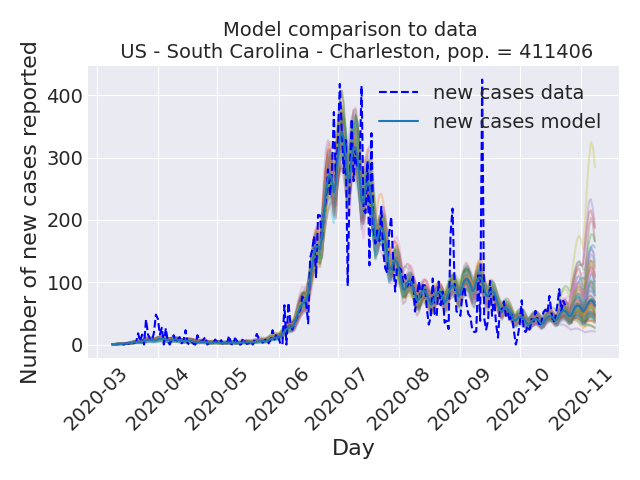 Model comparison to data
US - South Carolina - Charleston, pop. = 411406
Number of new cases reported
400
300
200
100
0
new cases data
new cases model
2020-03
2020-04
2020-05
2020-06
2020-07
2020-08
2020-09
2020-10
2020-11
Day